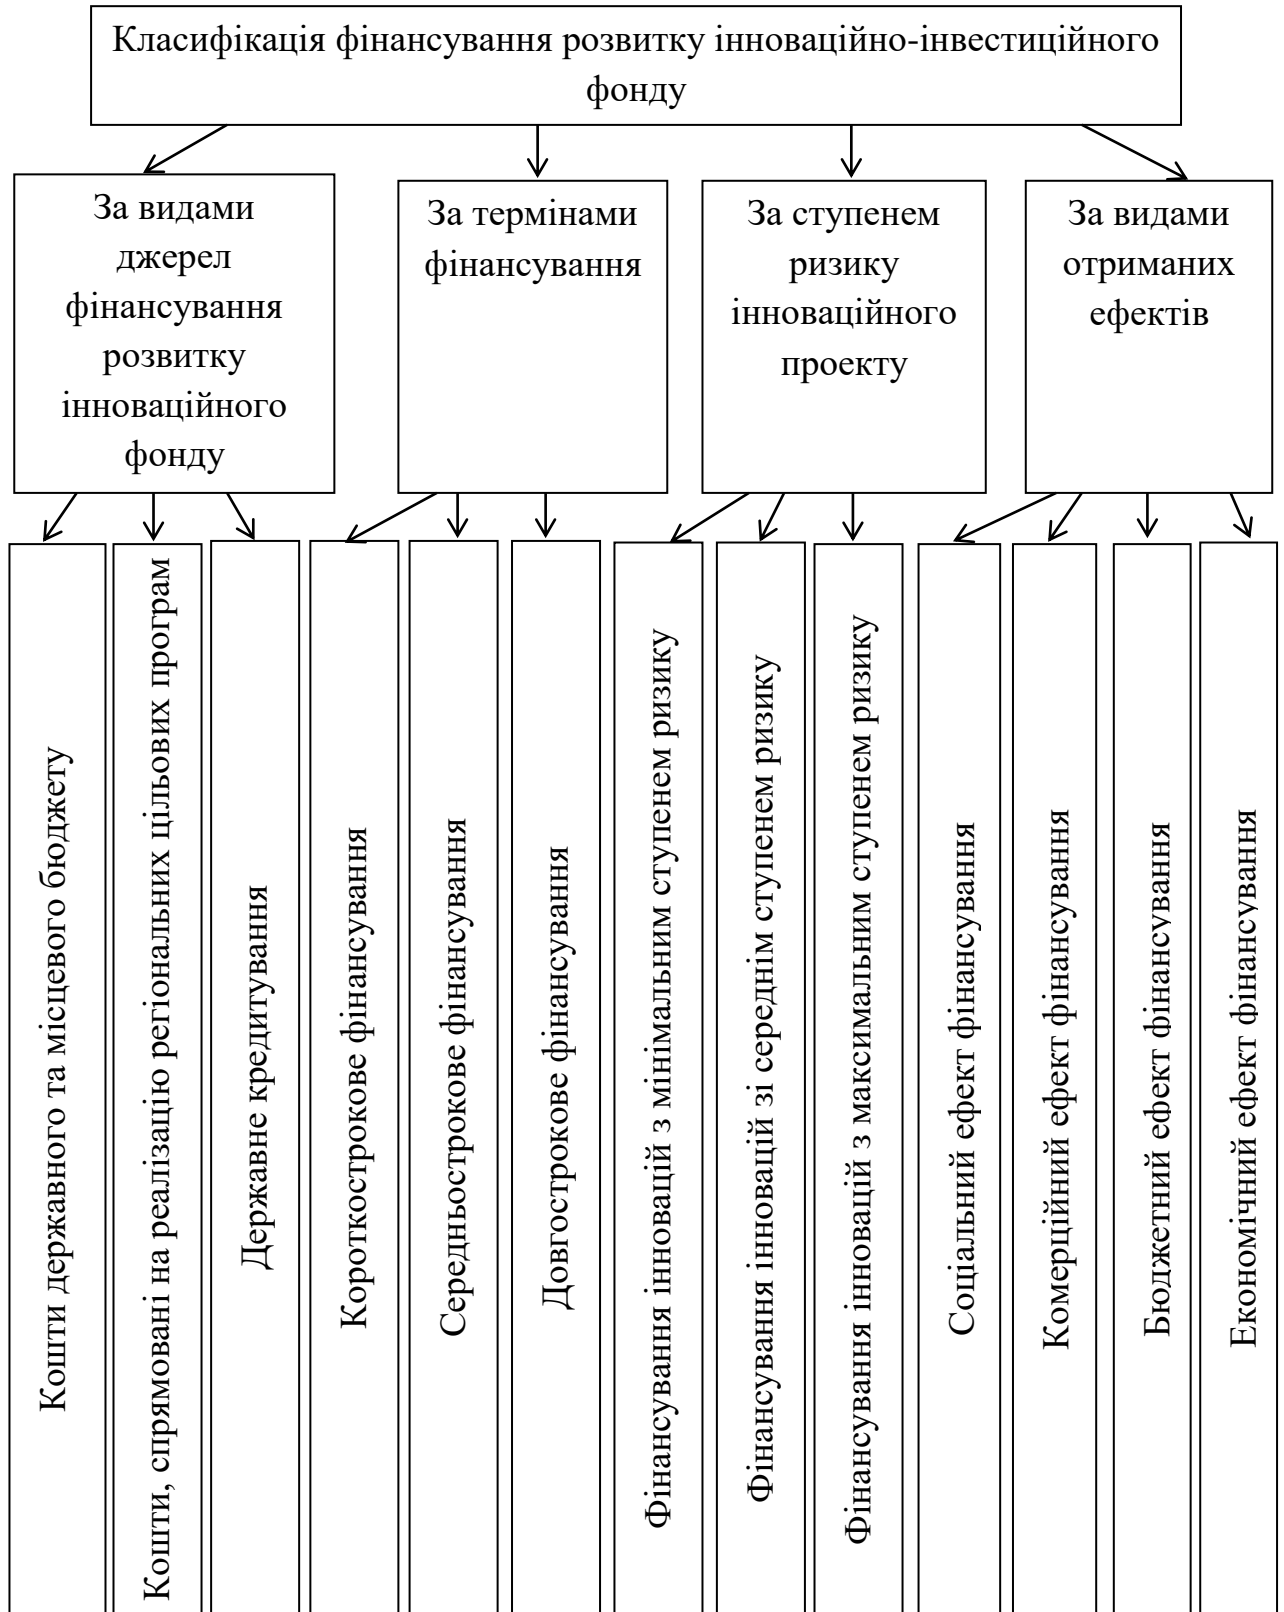 Класифікація фінансування розвитку інноваційно-інвестиційного
фонду
За видами
джерел
фінансування
розвитку
інноваційного
фонду
За термінами
фінансування
За ступенем
ризику
інноваційного
проекту
За видами
отриманих
ефектів
Кошти державного та місцевого бюджету
Кошти, спрямовані на реалізацію регіональних цільових програм
Державне кредитування
Короткострокове фінансування
Середньострокове фінансування
Довгострокове фінансування
Фінансування інновацій з мінімальним ступенем ризику
Фінансування інновацій зі середнім ступенем ризику
Фінансування інновацій з максимальним ступенем ризику
Соціальний ефект фінансування
Комерційний ефект фінансування
Бюджетний ефект фінансування
Економічний ефект фінансування